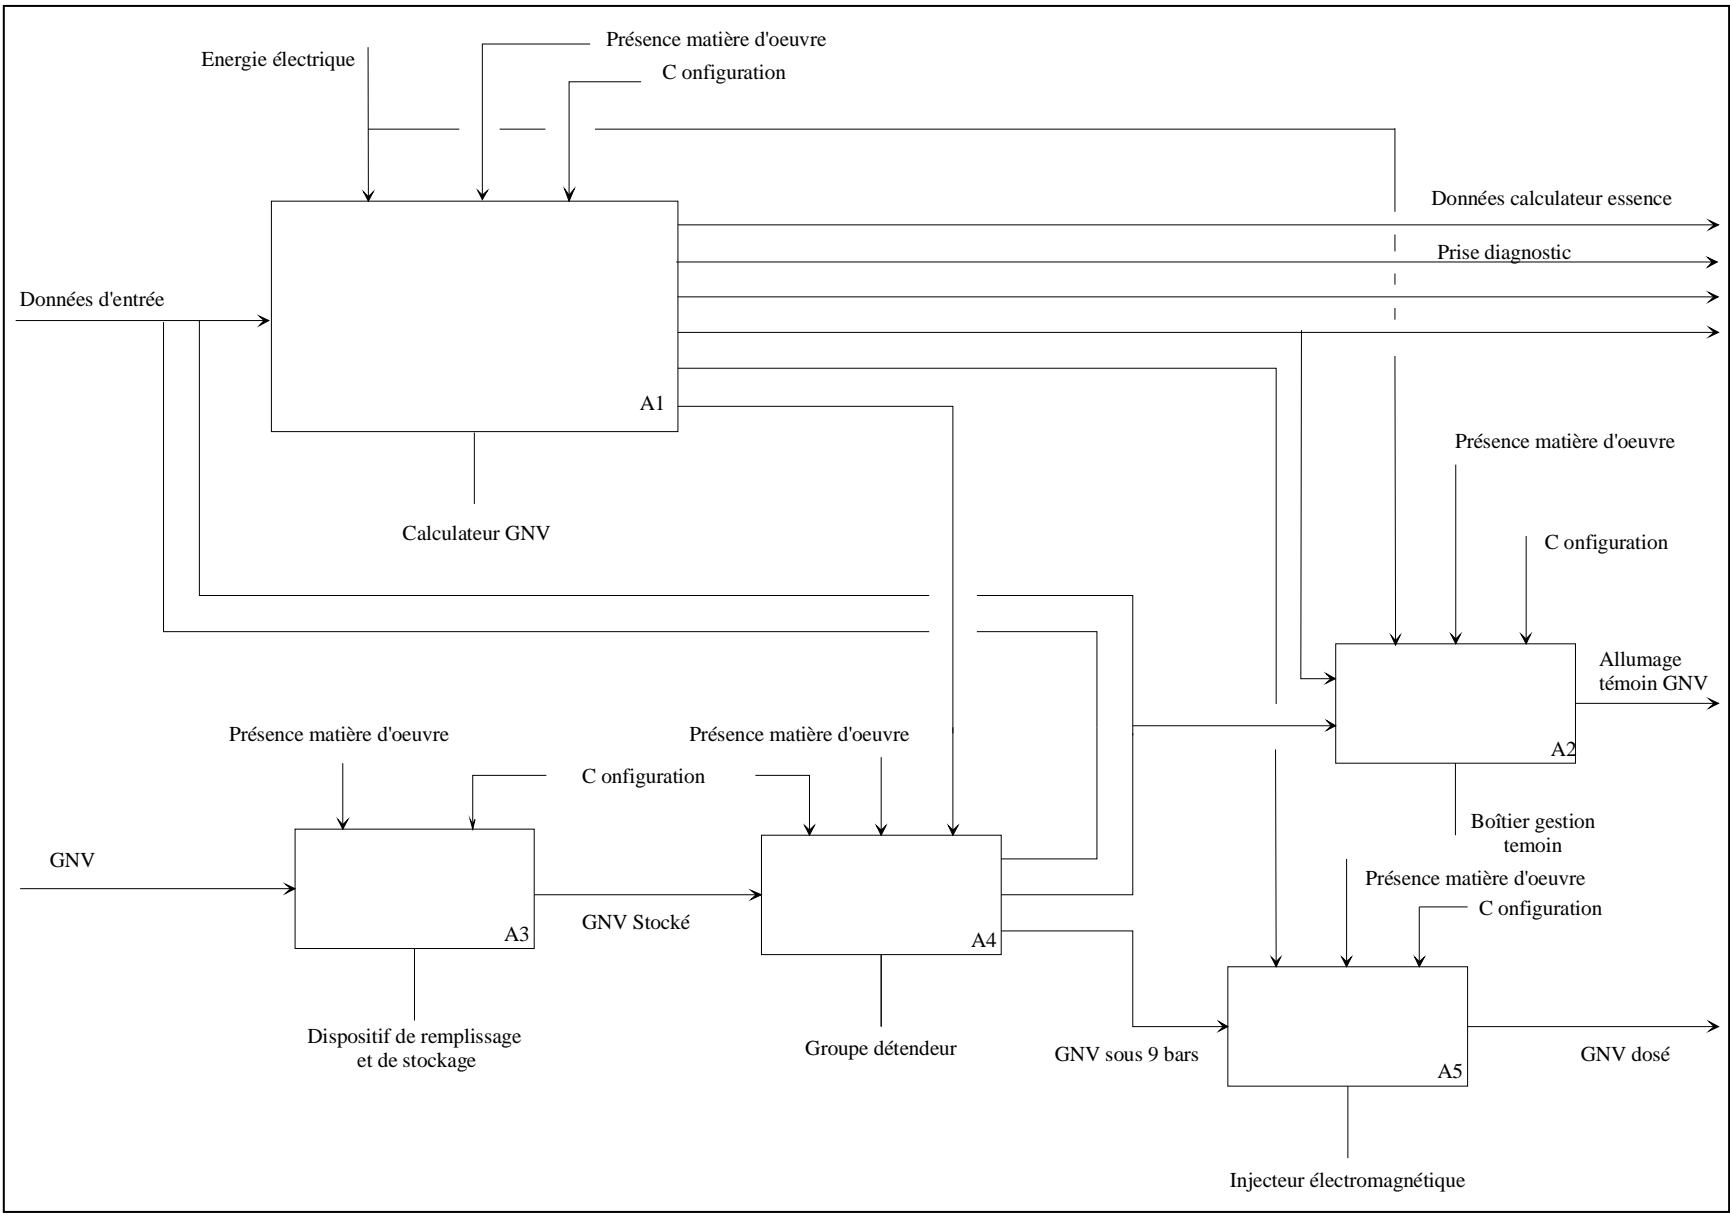 Présence matière d'oeuvre
Energie électrique
C onfiguration
Données calculateur essence
Prise diagnostic
Données d'entrée
A1
Présence matière d'oeuvre
Calculateur GNV
C onfiguration
Allumage
témoin GNV
A2
Présence matière d'oeuvre
Présence matière d'oeuvre
C onfiguration
Boîtier gestion
temoin
GNV
Présence matière d'oeuvre
C onfiguration
GNV Stocké
A3
A4
Dispositif de remplissage
et de stockage
Groupe détendeur
GNV sous 9 bars
GNV dosé
A5
Injecteur électromagnétique